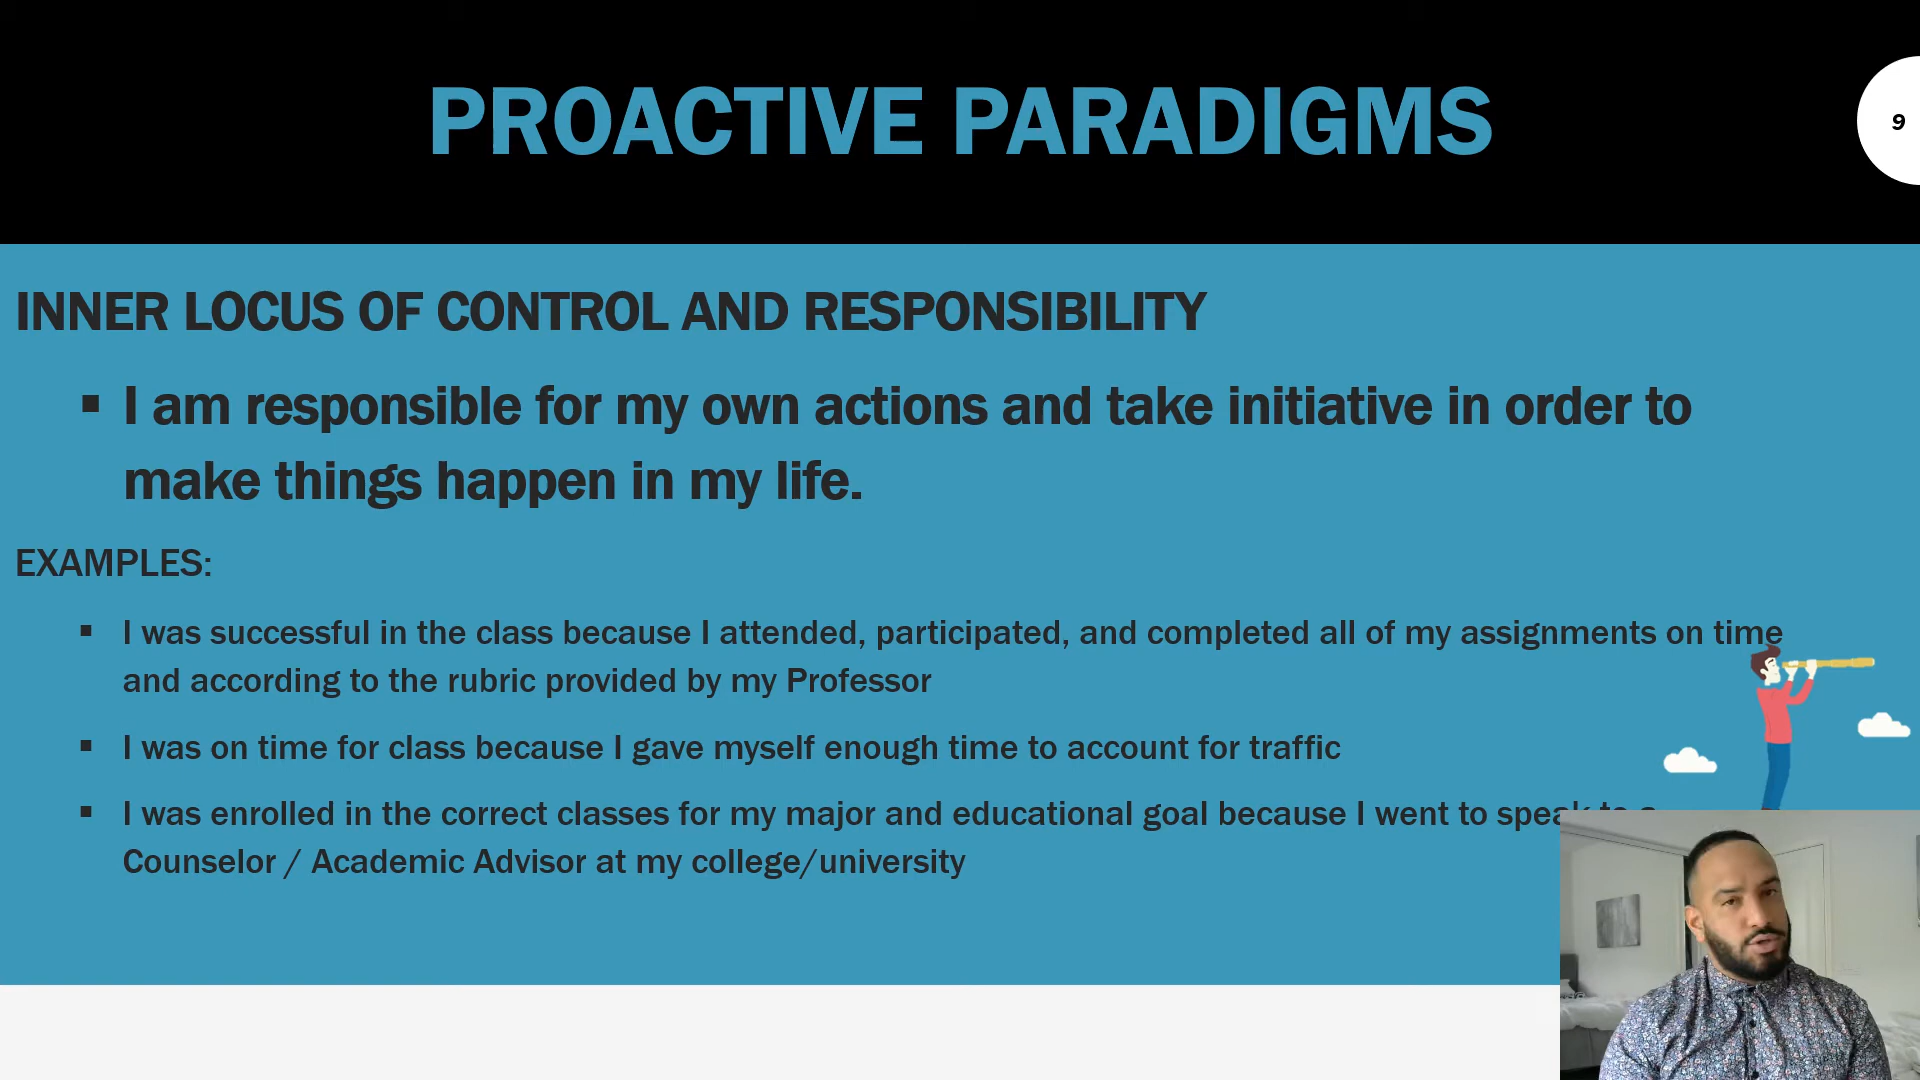 PROACTIVE PARADIGMS
9
INNER LOCUS OF CONTROL AND RESPONSIBILITY
▪ I am responsible for my own actions and take initiative in order to
make things happen in my life.
EXAMPLES:
▪ I was successful in the class because I attended, participated, and completed all of my assignments on time
and according to the rubric provided by my Professor
▪ I was on time for class because I gave myself enough time to account for traffic
▪ I was enrolled in the correct classes for my major and educational goal because I went to speak to a
Counselor / Academic Advisor at my college/university